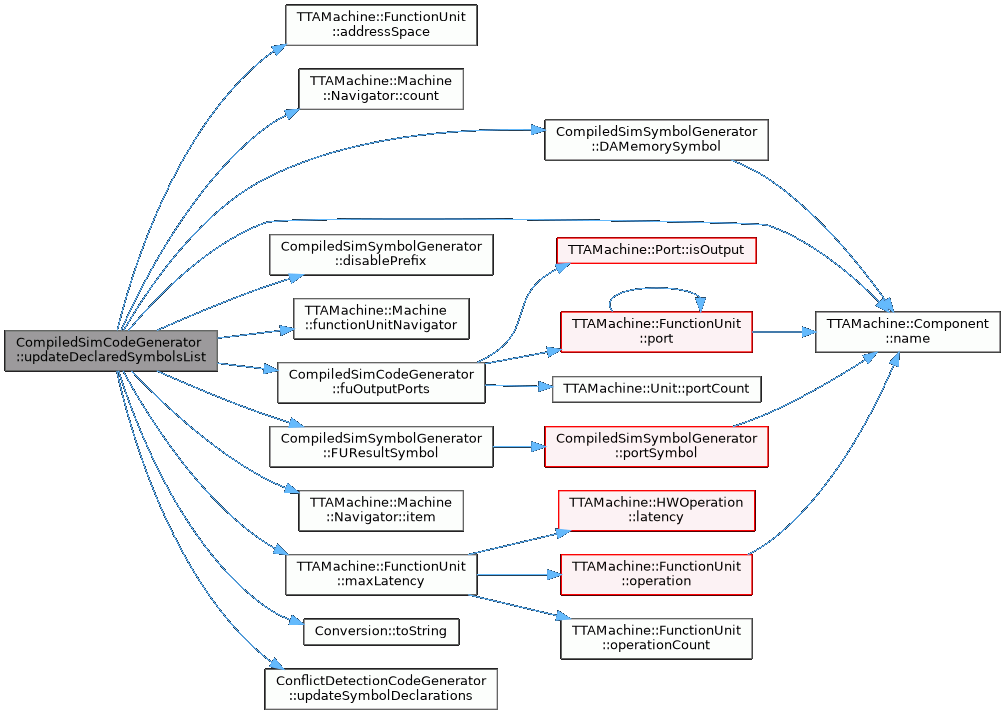 TTAMachine::FunctionUnit
::addressSpace
TTAMachine::Machine
::Navigator::count
CompiledSimSymbolGenerator
::DAMemorySymbol
CompiledSimSymbolGenerator
::disablePrefix
TTAMachine::Port::isOutput
TTAMachine::Machine
::functionUnitNavigator
TTAMachine::FunctionUnit
::port
TTAMachine::Component
::name
CompiledSimCodeGenerator
::updateDeclaredSymbolsList
CompiledSimCodeGenerator
::fuOutputPorts
TTAMachine::Unit::portCount
CompiledSimSymbolGenerator
::FUResultSymbol
CompiledSimSymbolGenerator
::portSymbol
TTAMachine::Machine
::Navigator::item
TTAMachine::HWOperation
::latency
TTAMachine::FunctionUnit
::maxLatency
TTAMachine::FunctionUnit
::operation
Conversion::toString
TTAMachine::FunctionUnit
::operationCount
ConflictDetectionCodeGenerator
::updateSymbolDeclarations